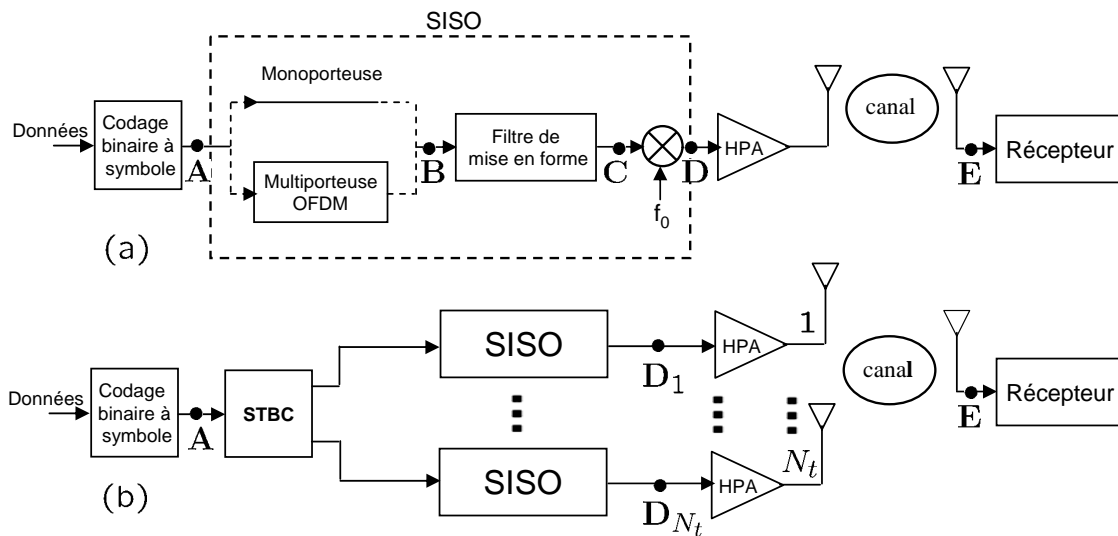 SISO
Monoporteuse
Données
Codage
binaire à
symbole
A
Multiporteuse
OFDM
B
Filtre de
mise en forme
C
f0
D
HPA
canal
E
Récepteur
(a)
Données
Codage
binaire à
symbole
A
STBC
SISO
D1
HPA
1
SISO
DNt
HPA
Nt
canal
E
Récepteur
(b)